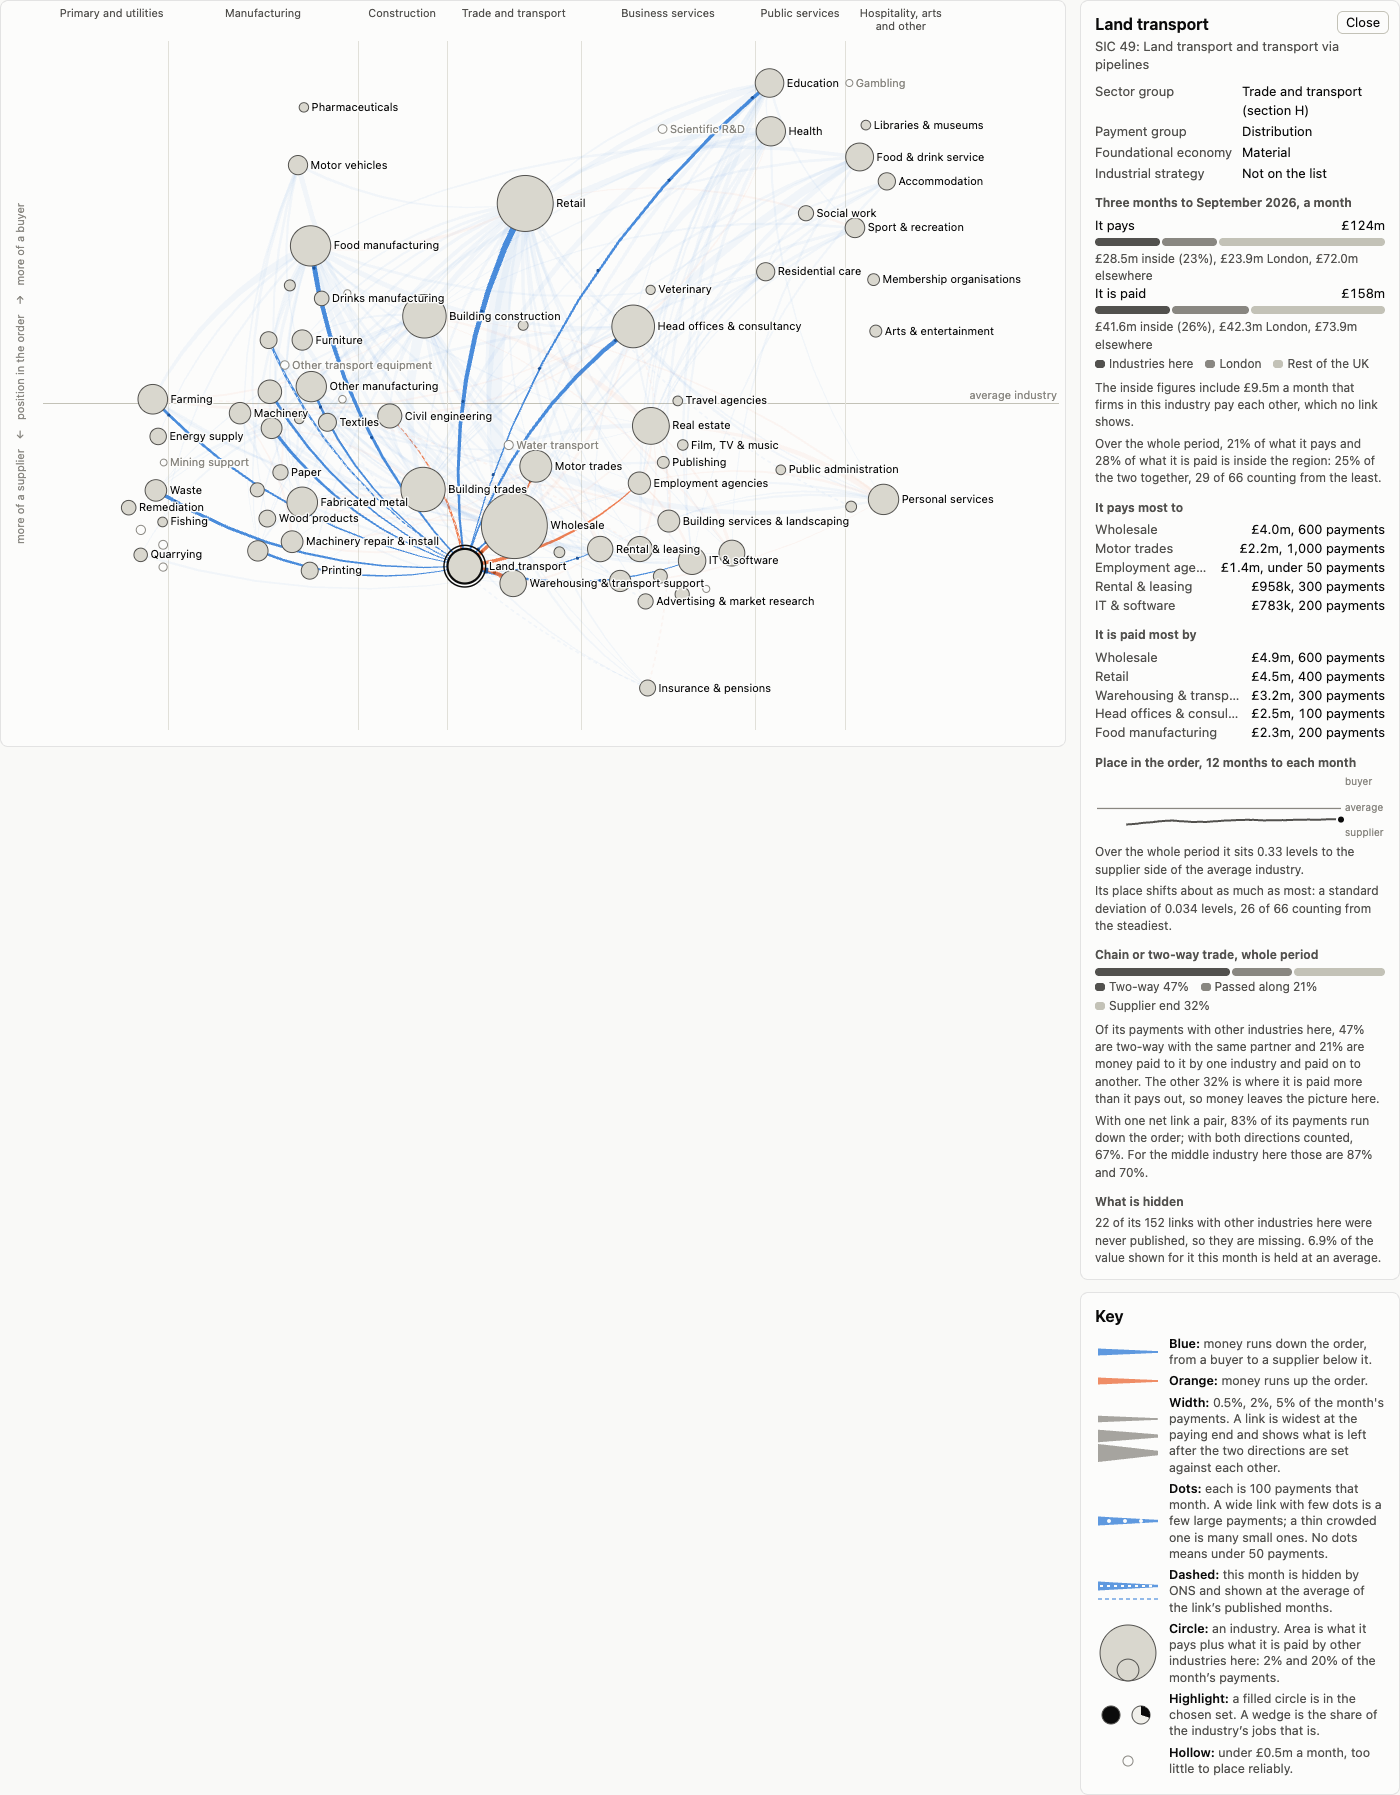 Primary and utilities
Manufacturing
Construction
Trade and transport
Business services
Public services
Hospitality, arts
and other
more of a supplier ← position in the order → more of a buyer
Education
Gambling
Pharmaceuticals
Scientific R&D
Health
Libraries & museums
Food & drink service
Motor vehicles
Accommodation
Retail
Social work
Sport & recreation
Food manufacturing
Residential care
Membership organisations
Veterinary
Drinks manufacturing
Building construction
Head offices & consultancy
Arts & entertainment
Furniture
Other transport equipment
Other manufacturing
average industry
Farming
Travel agencies
Machinery
Civil engineering
Textiles
Real estate
Energy supply
Water transport
Film, TV & music
Mining support
Motor trades
Publishing
Public administration
Paper
Employment agencies
Waste
Building trades
Personal services
Fabricated metal
Remediation
Fishing
Wood products
Wholesale
Building services & landscaping
Machinery repair & install
Rental & leasing
Quarrying
IT & software
Land transport
Printing
Warehousing & transport support
Advertising & market research
Insurance & pensions
Land transport
Close
SIC 49: Land transport and transport via
pipelines
Sector group Trade and transport
(section H)
Payment group Distribution
Foundational economy Material
Industrial strategy Not on the list
Three months to September 2026, a month
It pays £124m
£28.5m inside (23%), £23.9m London, £72.0m
elsewhere
It is paid £158m
£41.6m inside (26%), £42.3m London, £73.9m
elsewhere
Industries here London Rest of the UK
The inside figures include £9.5m a month that
firms in this industry pay each other, which no link
shows.
Over the whole period, 21% of what it pays and
28% of what it is paid is inside the region: 25% of
the two together, 29 of 66 counting from the least.
It pays most to
Wholesale £4.0m, 600 payments
Motor trades £2.2m, 1,000 payments
Employment age... £1.4m, under 50 payments
Rental & leasing £958k, 300 payments
IT & software £783k, 200 payments
It is paid most by
Wholesale £4.9m, 600 payments
Retail £4.5m, 400 payments
Warehousing & transp... £3.2m, 300 payments
Head offices & consul... £2.5m, 100 payments
Food manufacturing £2.3m, 200 payments
Place in the order, 12 months to each month
buyer
average
supplier
Over the whole period it sits 0.33 levels to the
supplier side of the average industry.
Its place shifts about as much as most: a standard
deviation of 0.034 levels, 26 of 66 counting from
the steadiest.
Chain or two-way trade, whole period
Two-way 47% Passed along 21%
Supplier end 32%
Of its payments with other industries here, 47%
are two-way with the same partner and 21% are
money paid to it by one industry and paid on to
another. The other 32% is where it is paid more
than it pays out, so money leaves the picture here.
With one net link a pair, 83% of its payments run
down the order; with both directions counted,
67%. For the middle industry here those are 87%
and 70%.
What is hidden
22 of its 152 links with other industries here were
never published, so they are missing. 6.9% of the
value shown for it this month is held at an average.
Key
Blue: money runs down the order,
from a buyer to a supplier below it.
Orange: money runs up the order.
Width: 0.5%, 2%, 5% of the month's
payments. A link is widest at the
paying end and shows what is left
after the two directions are set
against each other.
Dots: each is 100 payments that
month. A wide link with few dots is a
few large payments; a thin crowded
one is many small ones. No dots
means under 50 payments.
Dashed: this month is hidden by
ONS and shown at the average of
the link's published months.
Circle: an industry. Area is what it
pays plus what it is paid by other
industries here: 2% and 20% of the
month's payments.
Highlight: a filled circle is in the
chosen set. A wedge is the share of
the industry's jobs that is.
Hollow: under £0.5m a month, too
little to place reliably.